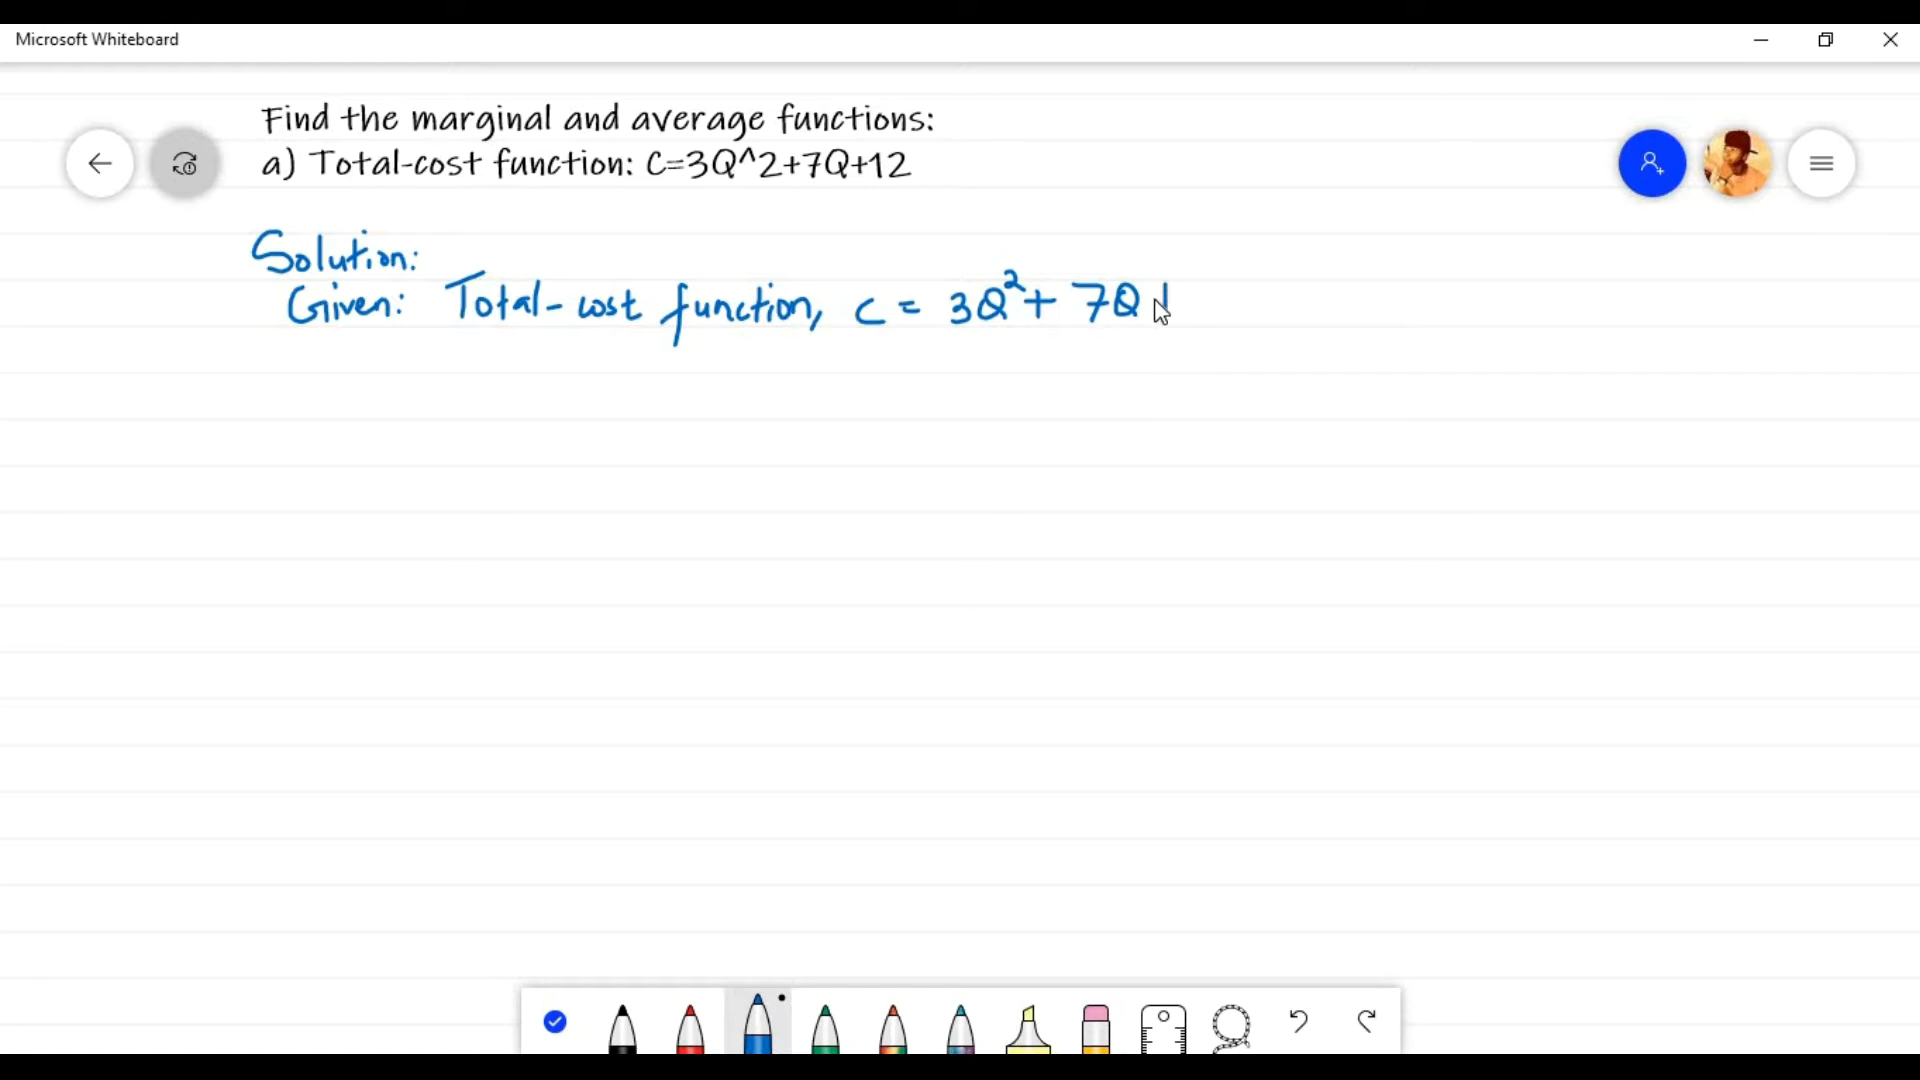 Microsoft Whiteboard
Find the marginal and average functions:
a) Total-cost function: C=3Q^2+7Q+12
Solution:
Given: Total-cost function, C = 3Q²+ 7Q